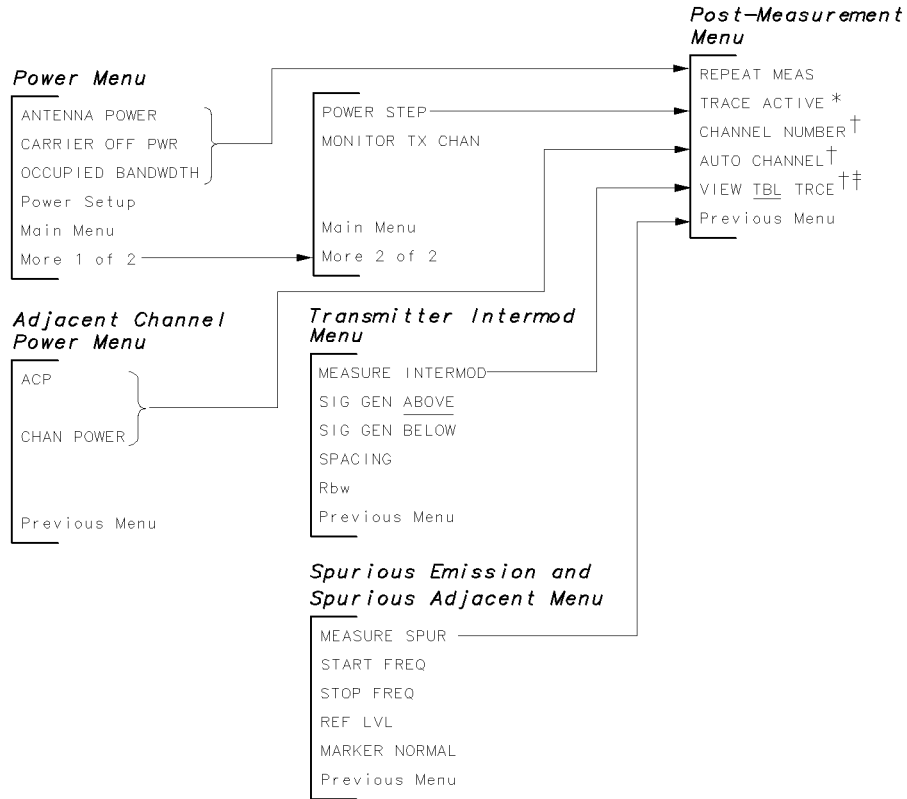 Post-Measurement
Menu
REPEAT MEAS
TRACE ACTIVE *
CHANNEL NUMBER †
AUTO CHANNEL †
VIEW TBL TRCE †‡
Previous Menu
Power Menu
ANTENNA POWER
CARRIER OFF PWR
OCCUPIED BANDWDTH
Power Setup
Main Menu
More 1 of 2
POWER STEP
MONITOR TX CHAN
Main Menu
More 2 of 2
Adjacent Channel
Power Menu
ACP
CHAN POWER
Previous Menu
Transmitter Intermod
Menu
MEASURE INTERMOD
SIG GEN ABOVE
SIG GEN BELOW
SPACING
Rbw
Previous Menu
Spurious Emission and
Spurious Adjacent Menu
MEASURE SPUR
START FREQ
STOP FREQ
REF LVL
MARKER NORMAL
Previous Menu